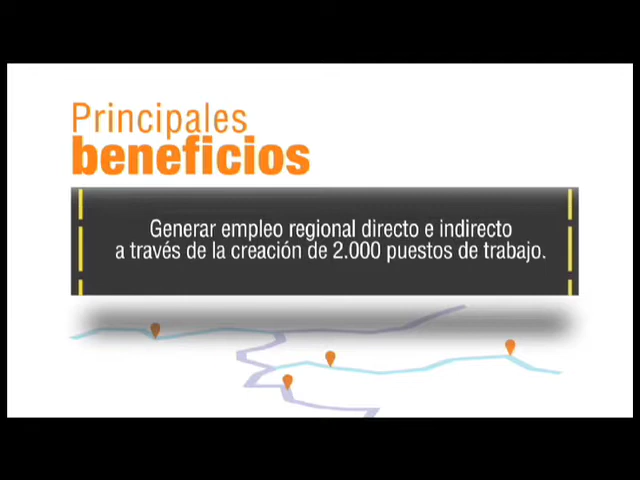 Principales
beneficios
Generar empleo regional directo e indirecto
a través de la creación de 2.000 puestos de trabajo.